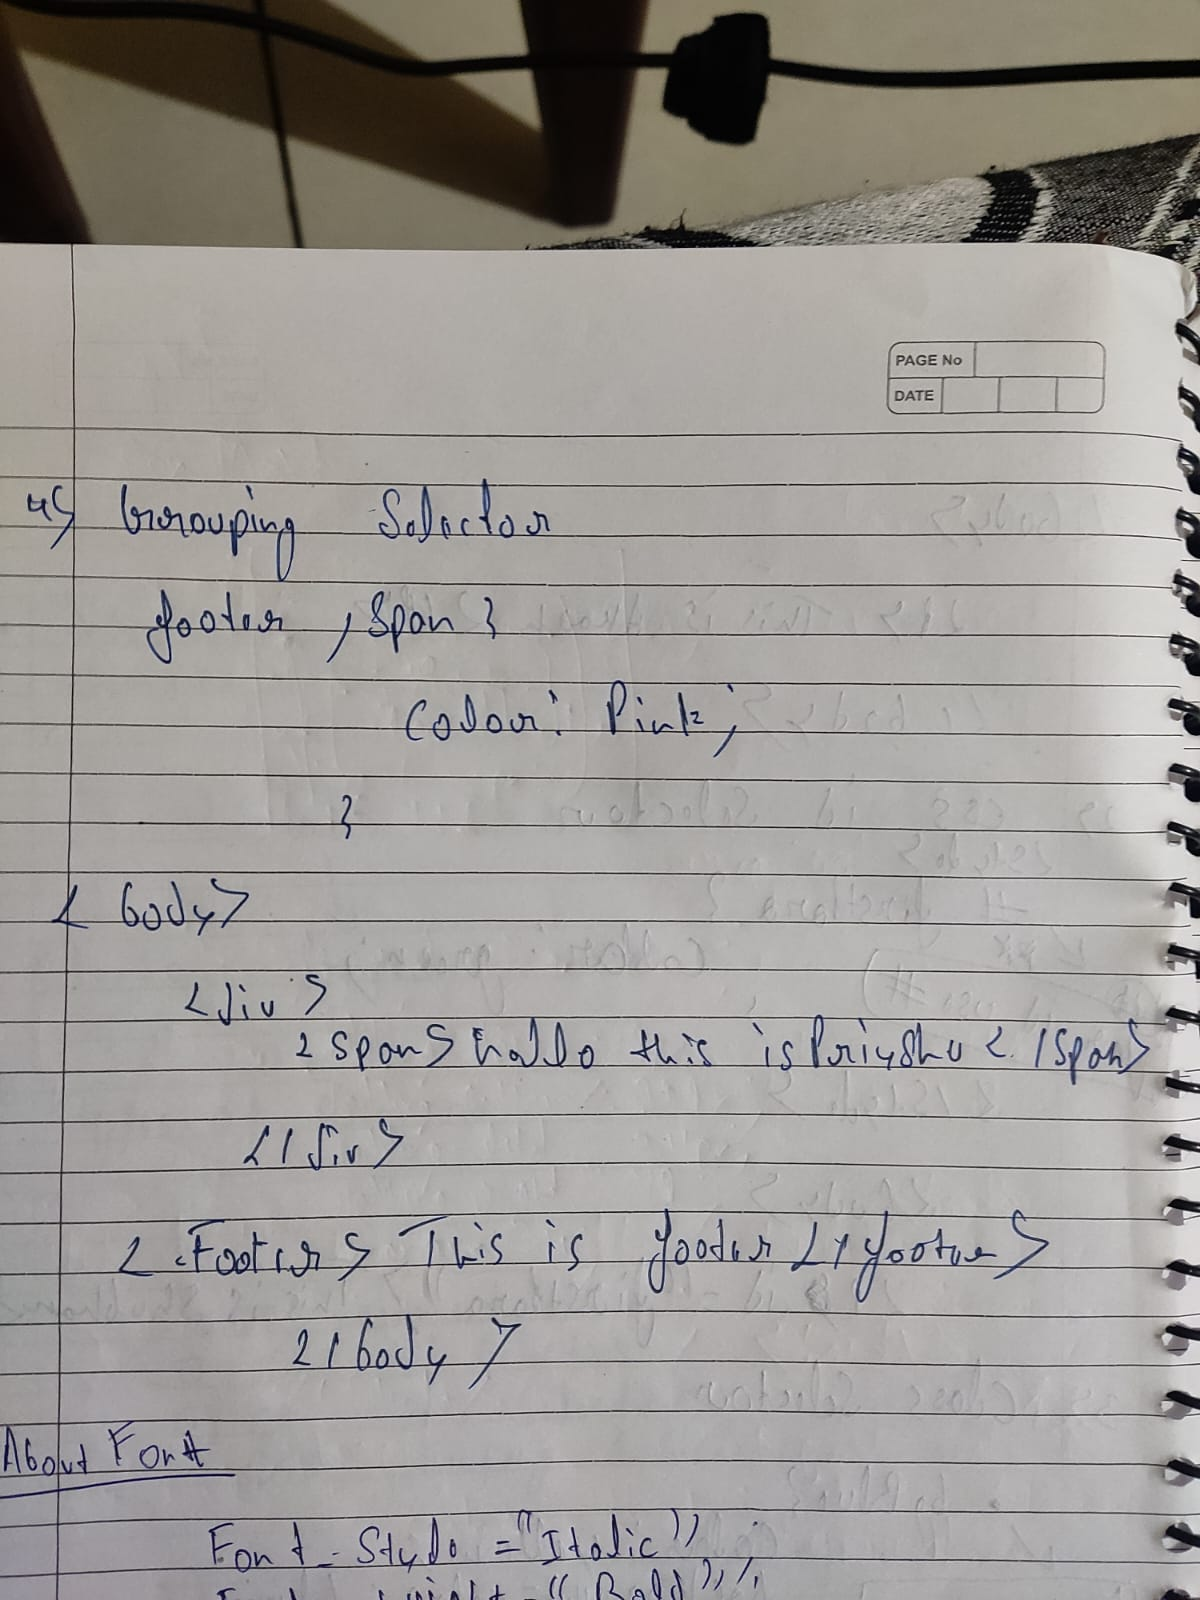 PAGE No
DATE
4) Grouping Selector
footer , Span {
Colour: Pink;
}
< body>
<div>
<span> hello this is Priyshu < /span>
</div>
<Footer> This is footer </footer>
</body>
About Font
Font-Style = "Italic"
"Bold"